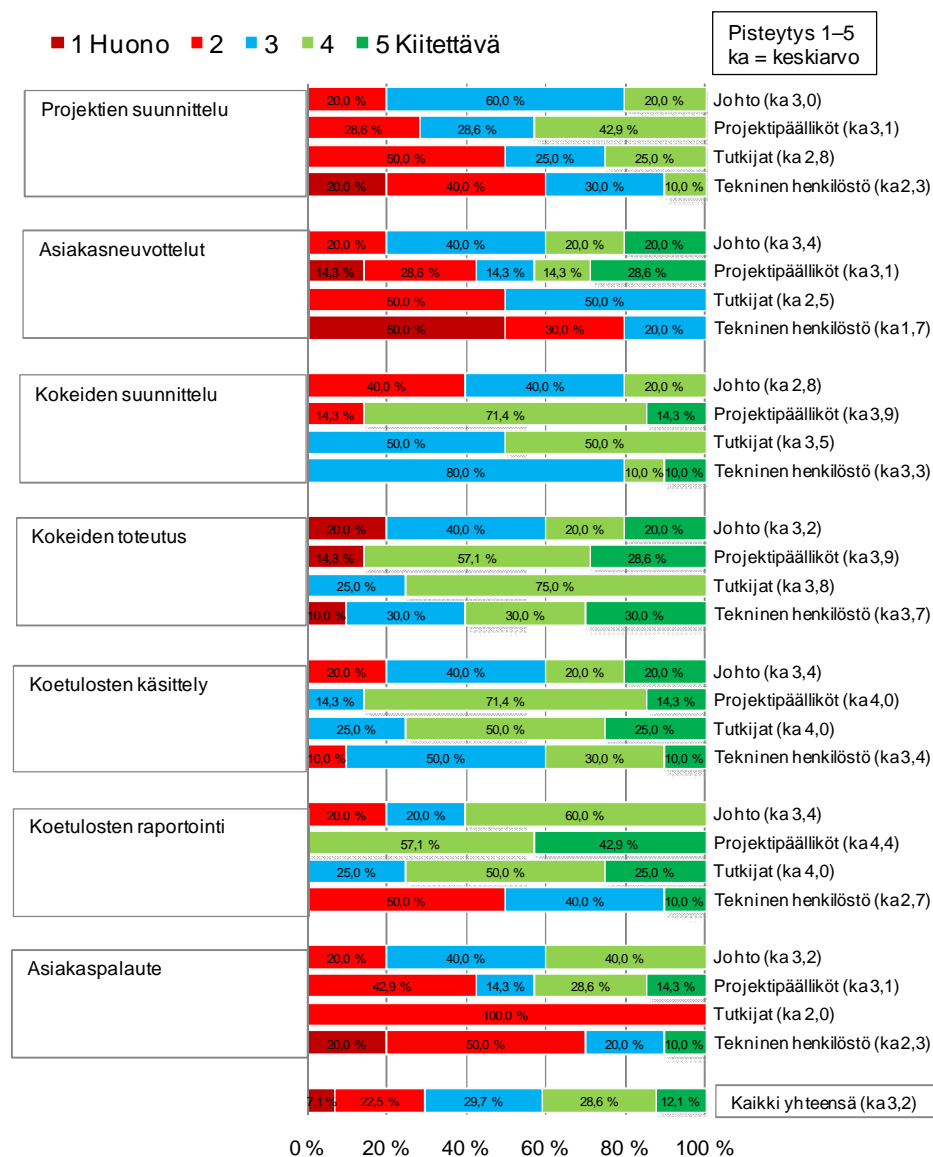 1 Huono 2 3 4 5 Kiitettävä
Pisteytys 1–5
ka = keskiarvo
Projektien suunnittelu
20,0 % 60,0 % 20,0 % Johto (ka 3,0)
28,6 % 28,6 % 42,9 % Projektipäälliköt (ka 3,1)
50,0 % 25,0 % 25,0 % Tutkijat (ka 2,8)
20,0 % 40,0 % 30,0 % 10,0 % Tekninen henkilöstö (ka 2,3)
Asiakasneuvottelut
20,0 % 40,0 % 20,0 % 20,0 % Johto (ka 3,4)
14,3 % 28,6 % 14,3 % 14,3 % 28,6 % Projektipäälliköt (ka 3,1)
50,0 % 50,0 % Tutkijat (ka 2,5)
50,0 % 30,0 % 20,0 % Tekninen henkilöstö (ka 1,7)
Kokeiden suunnittelu
40,0 % 40,0 % 20,0 % Johto (ka 2,8)
14,3 % 71,4 % 14,3 % Projektipäälliköt (ka 3,9)
50,0 % 50,0 % Tutkijat (ka 3,5)
80,0 % 10,0 % 10,0 % Tekninen henkilöstö (ka 3,3)
Kokeiden toteutus
20,0 % 40,0 % 20,0 % 20,0 % Johto (ka 3,2)
14,3 % 57,1 % 28,6 % Projektipäälliköt (ka 3,9)
25,0 % 75,0 % Tutkijat (ka 3,8)
10,0 % 30,0 % 30,0 % 30,0 % Tekninen henkilöstö (ka 3,7)
Koetulosten käsittely
20,0 % 40,0 % 20,0 % 20,0 % Johto (ka 3,4)
14,3 % 71,4 % 14,3 % Projektipäälliköt (ka 4,0)
25,0 % 50,0 % 25,0 % Tutkijat (ka 4,0)
10,0 % 50,0 % 30,0 % 10,0 % Tekninen henkilöstö (ka 3,4)
Koetulosten raportointi
20,0 % 20,0 % 60,0 % Johto (ka 3,4)
57,1 % 42,9 % Projektipäälliköt (ka 4,4)
25,0 % 50,0 % 25,0 % Tutkijat (ka 4,0)
50,0 % 40,0 % 10,0 % Tekninen henkilöstö (ka 2,7)
Asiakaspalaute
20,0 % 40,0 % 40,0 % Johto (ka 3,2)
42,9 % 14,3 % 28,6 % 14,3 % Projektipäälliköt (ka 3,1)
100,0 % Tutkijat (ka 2,0)
20,0 % 50,0 % 20,0 % 10,0 % Tekninen henkilöstö (ka 2,3)
7,1 % 22,5 % 29,7 % 28,6 % 12,1 % Kaikki yhteensä (ka 3,2)
0 % 20 % 40 % 60 % 80 % 100 %